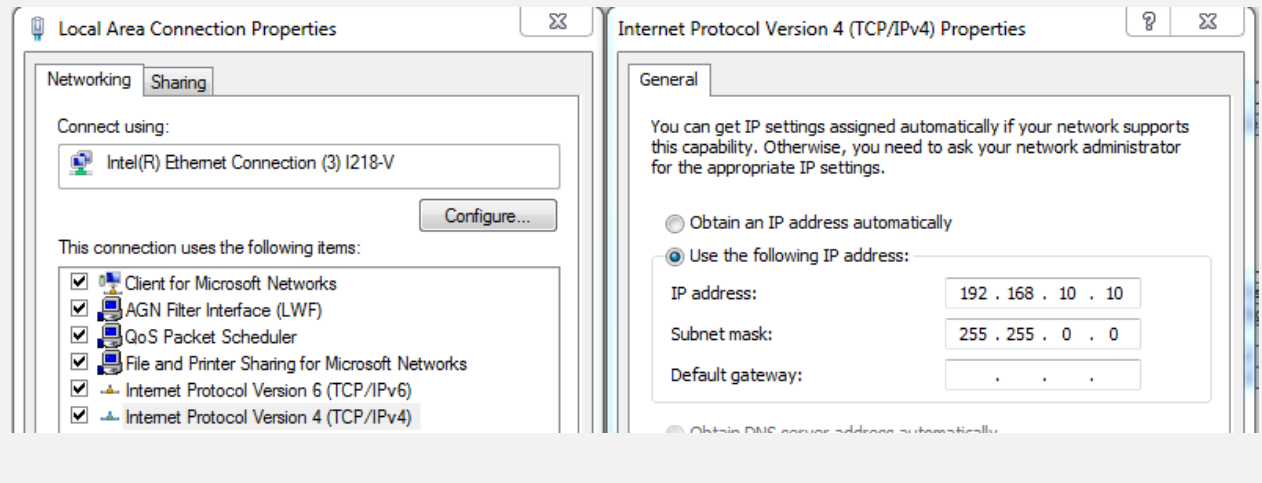 Local Area Connection Properties
Networking
Sharing
Connect using:
Intel(R) Ethernet Connection (3) I218-V
Configure...
This connection uses the following items:
Client for Microsoft Networks
AGN Filter Interface (LWF)
QoS Packet Scheduler
File and Printer Sharing for Microsoft Networks
Internet Protocol Version 6 (TCP/IPv6)
Internet Protocol Version 4 (TCP/IPv4)
Internet Protocol Version 4 (TCP/IPv4) Properties
General
You can get IP settings assigned automatically if your network supports
this capability. Otherwise, you need to ask your network administrator
for the appropriate IP settings.
Obtain an IP address automatically
Use the following IP address:
IP address: 192 . 168 . 10 . 10
Subnet mask: 255 . 255 . 0 . 0
Default gateway: . . .
Obtain DNS server address automatically